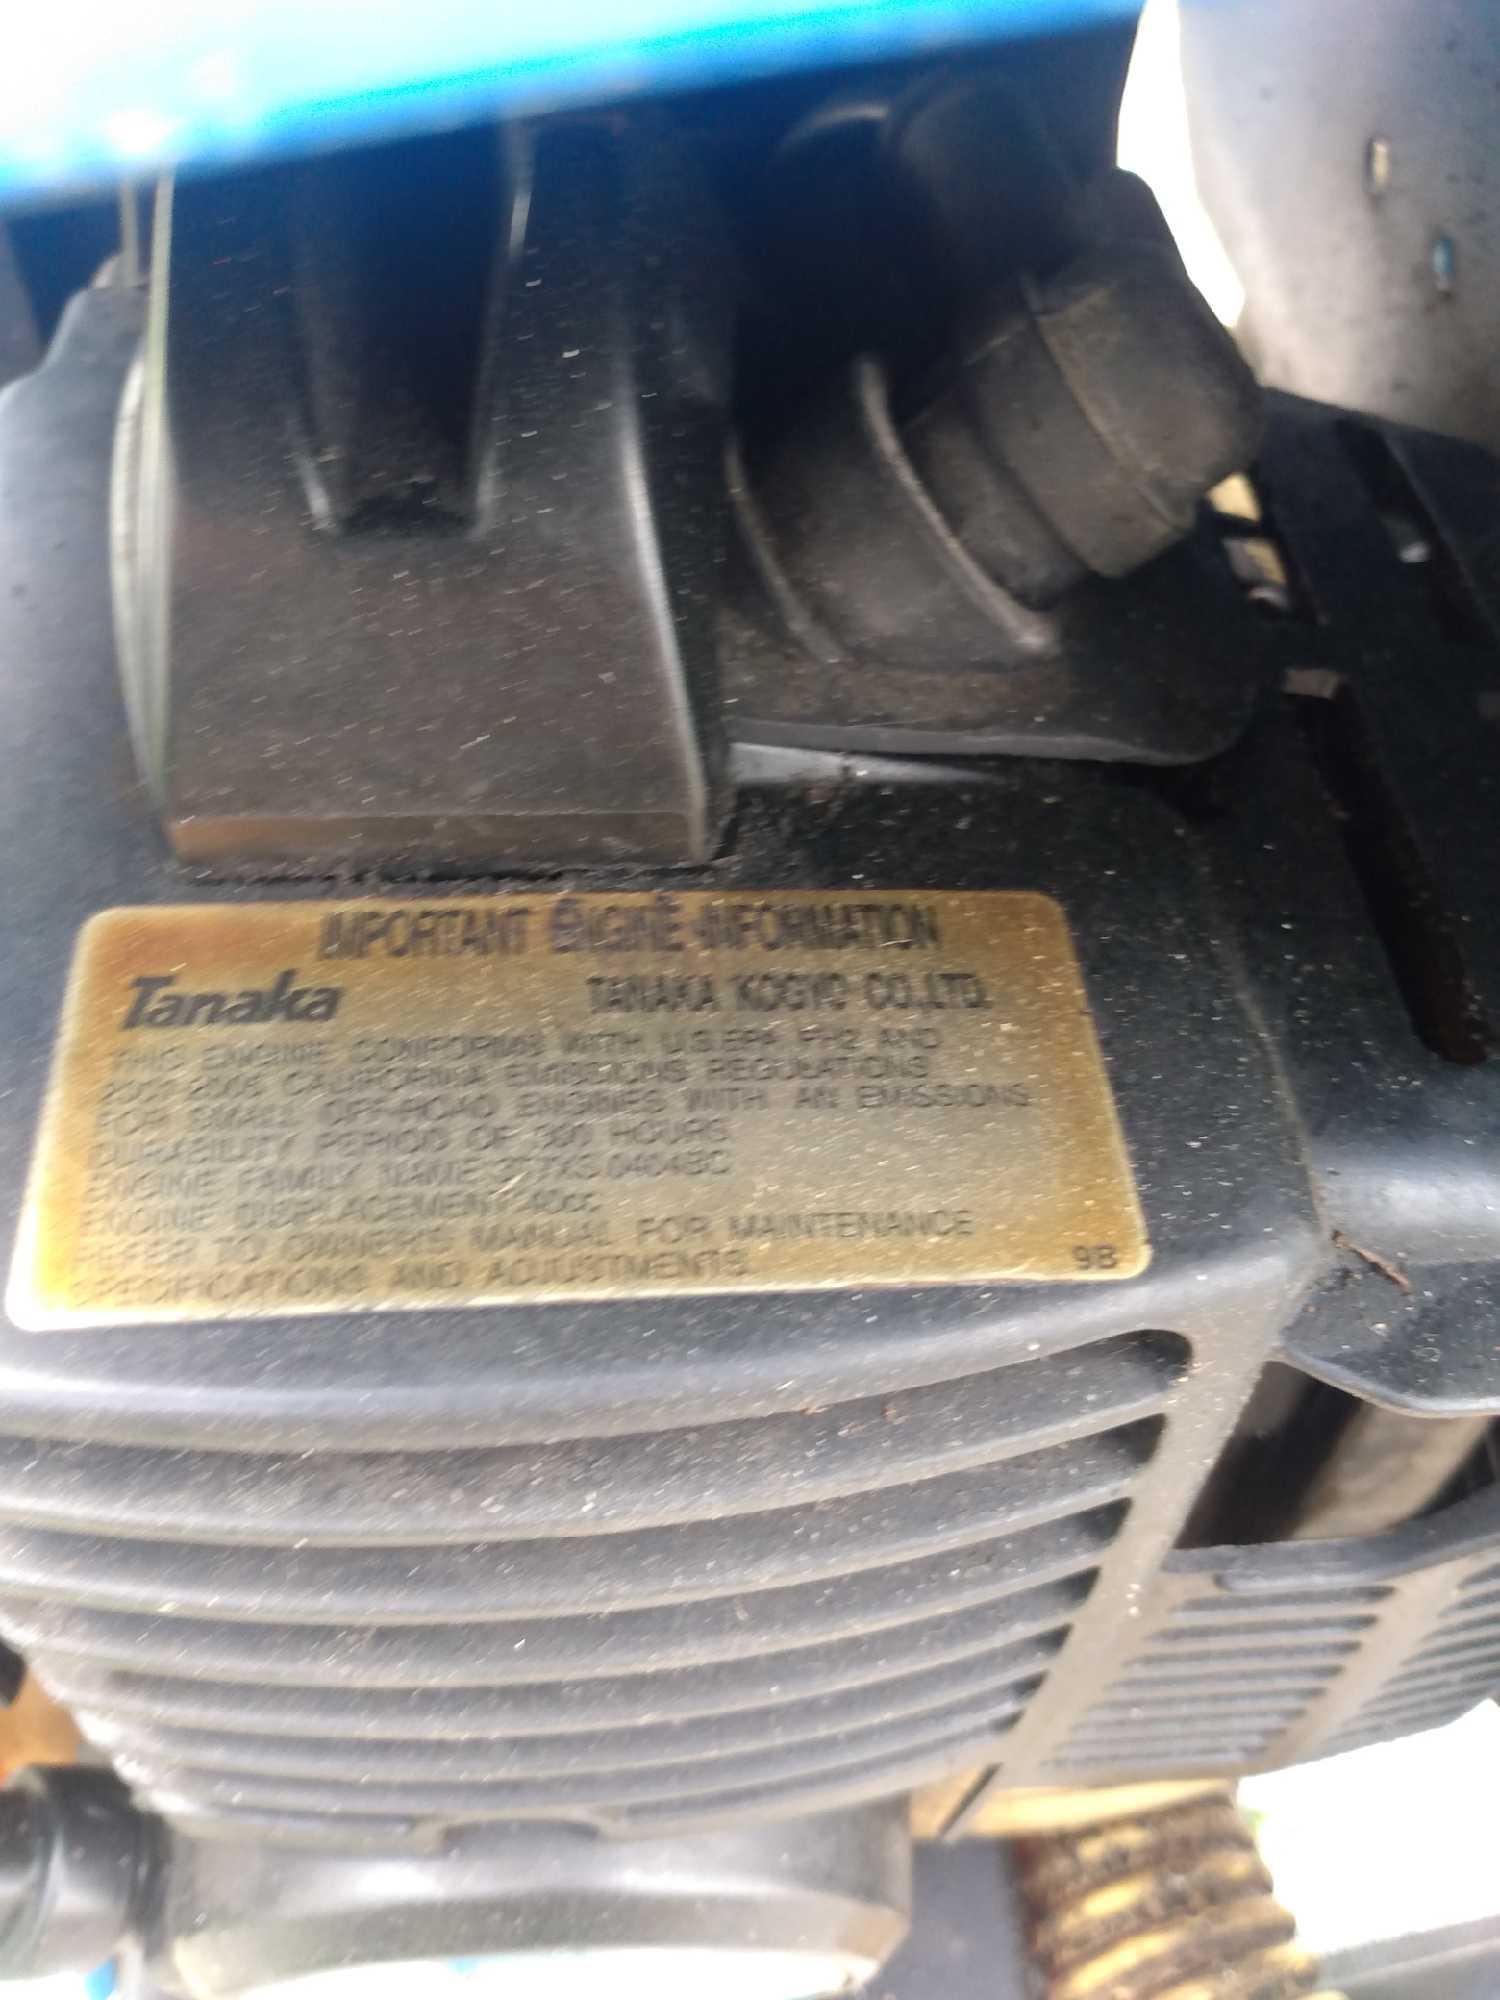 IMPORTANT ENGINE INFORMATION
Tanaka TANAKA KOGYO CO.,LTD.
THIS ENGINE CONFORMS WITH U.S.EPA PH2 AND
CALIFORNIA EMISSIONS REGULATIONS
FOR SMALL OFF-ROAD ENGINES WITH AN EMISSIONS
DURABILITY PERIOD OF 300 HOURS
ENGINE FAMILY NAME
ENGINE DISPLACEMENT 40cc
REFER TO OWNER'S MANUAL FOR MAINTENANCE
SPECIFICATIONS AND ADJUSTMENTS
9B